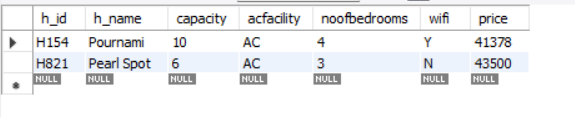 h_id h_name capacity acfacility noofbedrooms wifi price
H154 Pournami 10 AC 4 Y 41378
H821 Pearl Spot 6 AC 3 N 43500
NULL NULL NULL NULL NULL NULL NULL